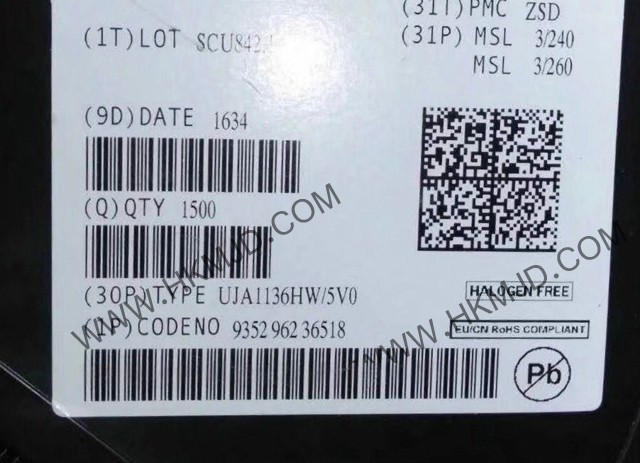 (31T) PMC ZSD
(1T) LOT SCU842.
(31P) MSL 3/240
MSL 3/260
(9D) DATE 1634
(Q) QTY 1500
(30P) TYPE UJA1136HW/5V0
(1P) CODENO 9352 962 36518
HALOGEN FREE
EU/CN RoHS COMPLIANT
Pb
WWW.HKMJD.COM
WWW.HKMJD.COM